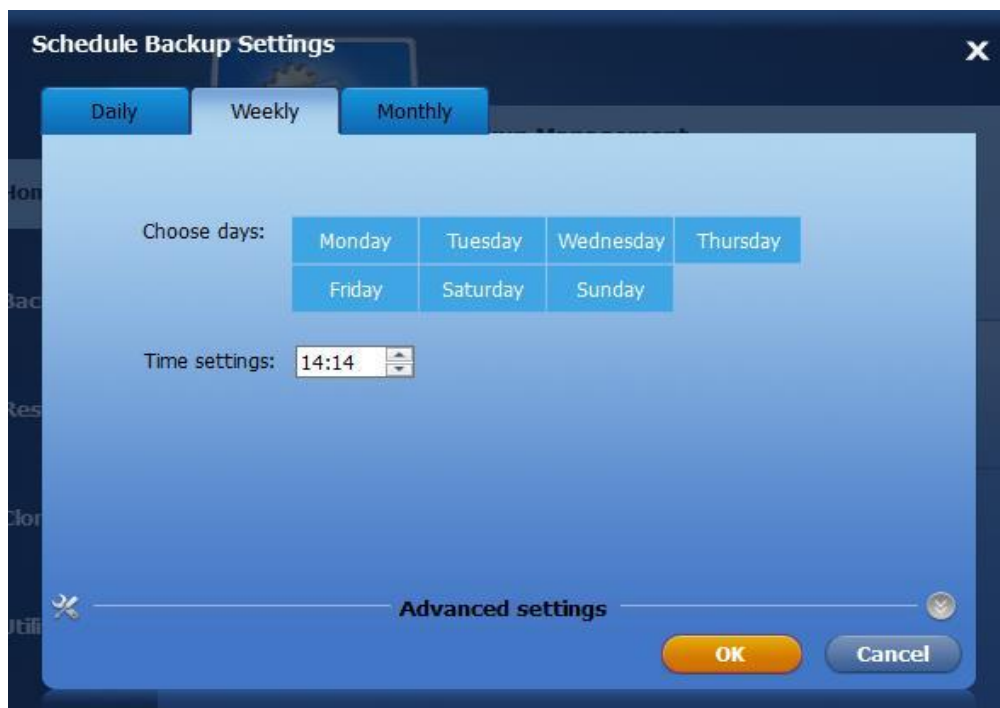 Schedule Backup Settings
X
Daily Weekly Monthly
Choose days: Monday Tuesday Wednesday Thursday
Friday Saturday Sunday
Time settings: 14:14
Advanced settings
OK Cancel